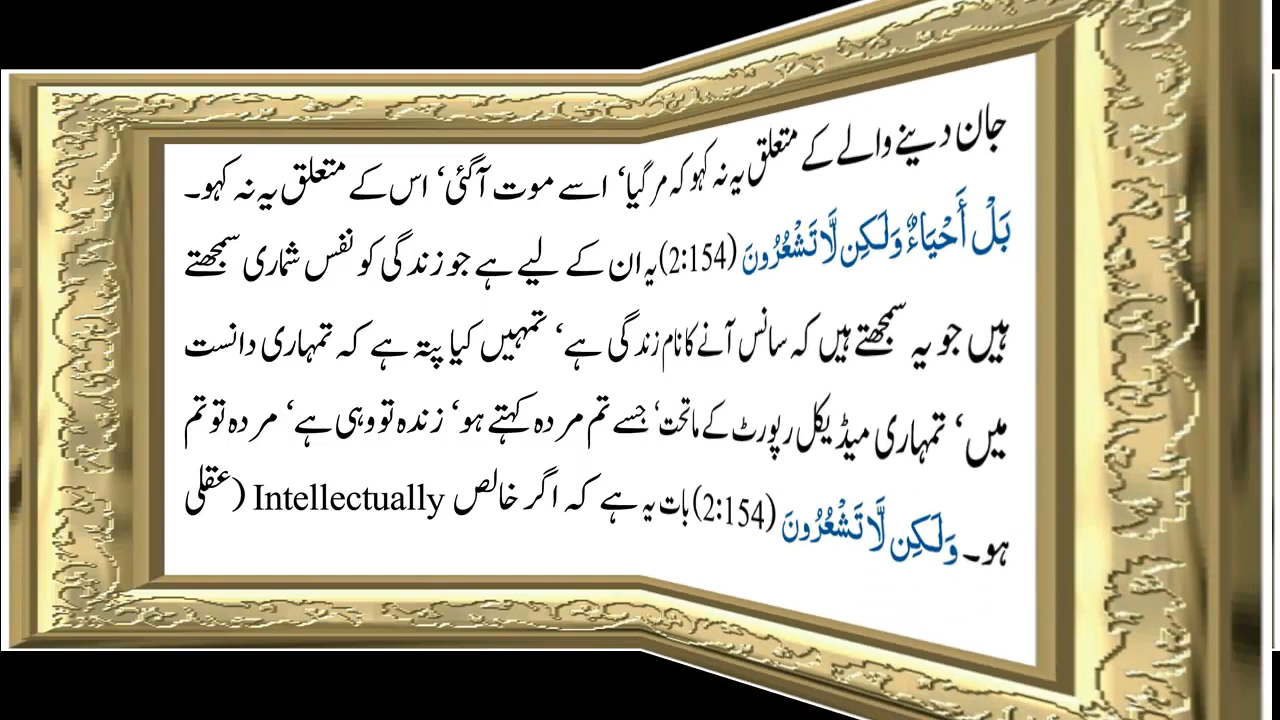 جان دینے والے کے متعلق یہ نہ کہو کہ مر گیا‘ اسے موت آگئی‘ اس کے متعلق یہ نہ کہو۔
بَلْ أَحْيَاءٌ وَلَكِن لَّا تَشْعُرُونَ (2:154) یہ ان کے لیے ہے جو زندگی کو نفس شماری سمجھتے
ہیں جو یہ سمجھتے ہیں کہ سانس آنے کا نام زندگی ہے‘ تمہیں کیا پتہ ہے کہ تمہاری دانست
میں‘ تمہاری میڈیکل رپورٹ کے ماتحت‘ جسے تم مردہ کہتے ہو‘ زندہ تو وہی ہے‘ مردہ تو تم
ہو۔ وَلَكِن لَّا تَشْعُرُونَ (2:154) بات یہ ہے کہ اگر خالص Intellectually (عقلی